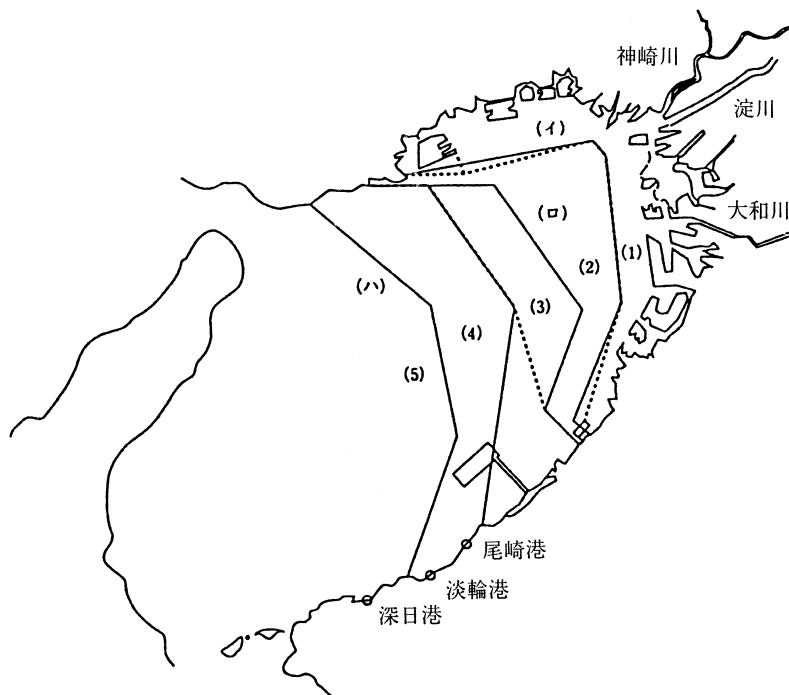 神崎川
淀川
(イ)
大和川
(ロ)
(1)
(2)
(ハ)
(3)
(4)
(5)
尾崎港
淡輪港
深日港